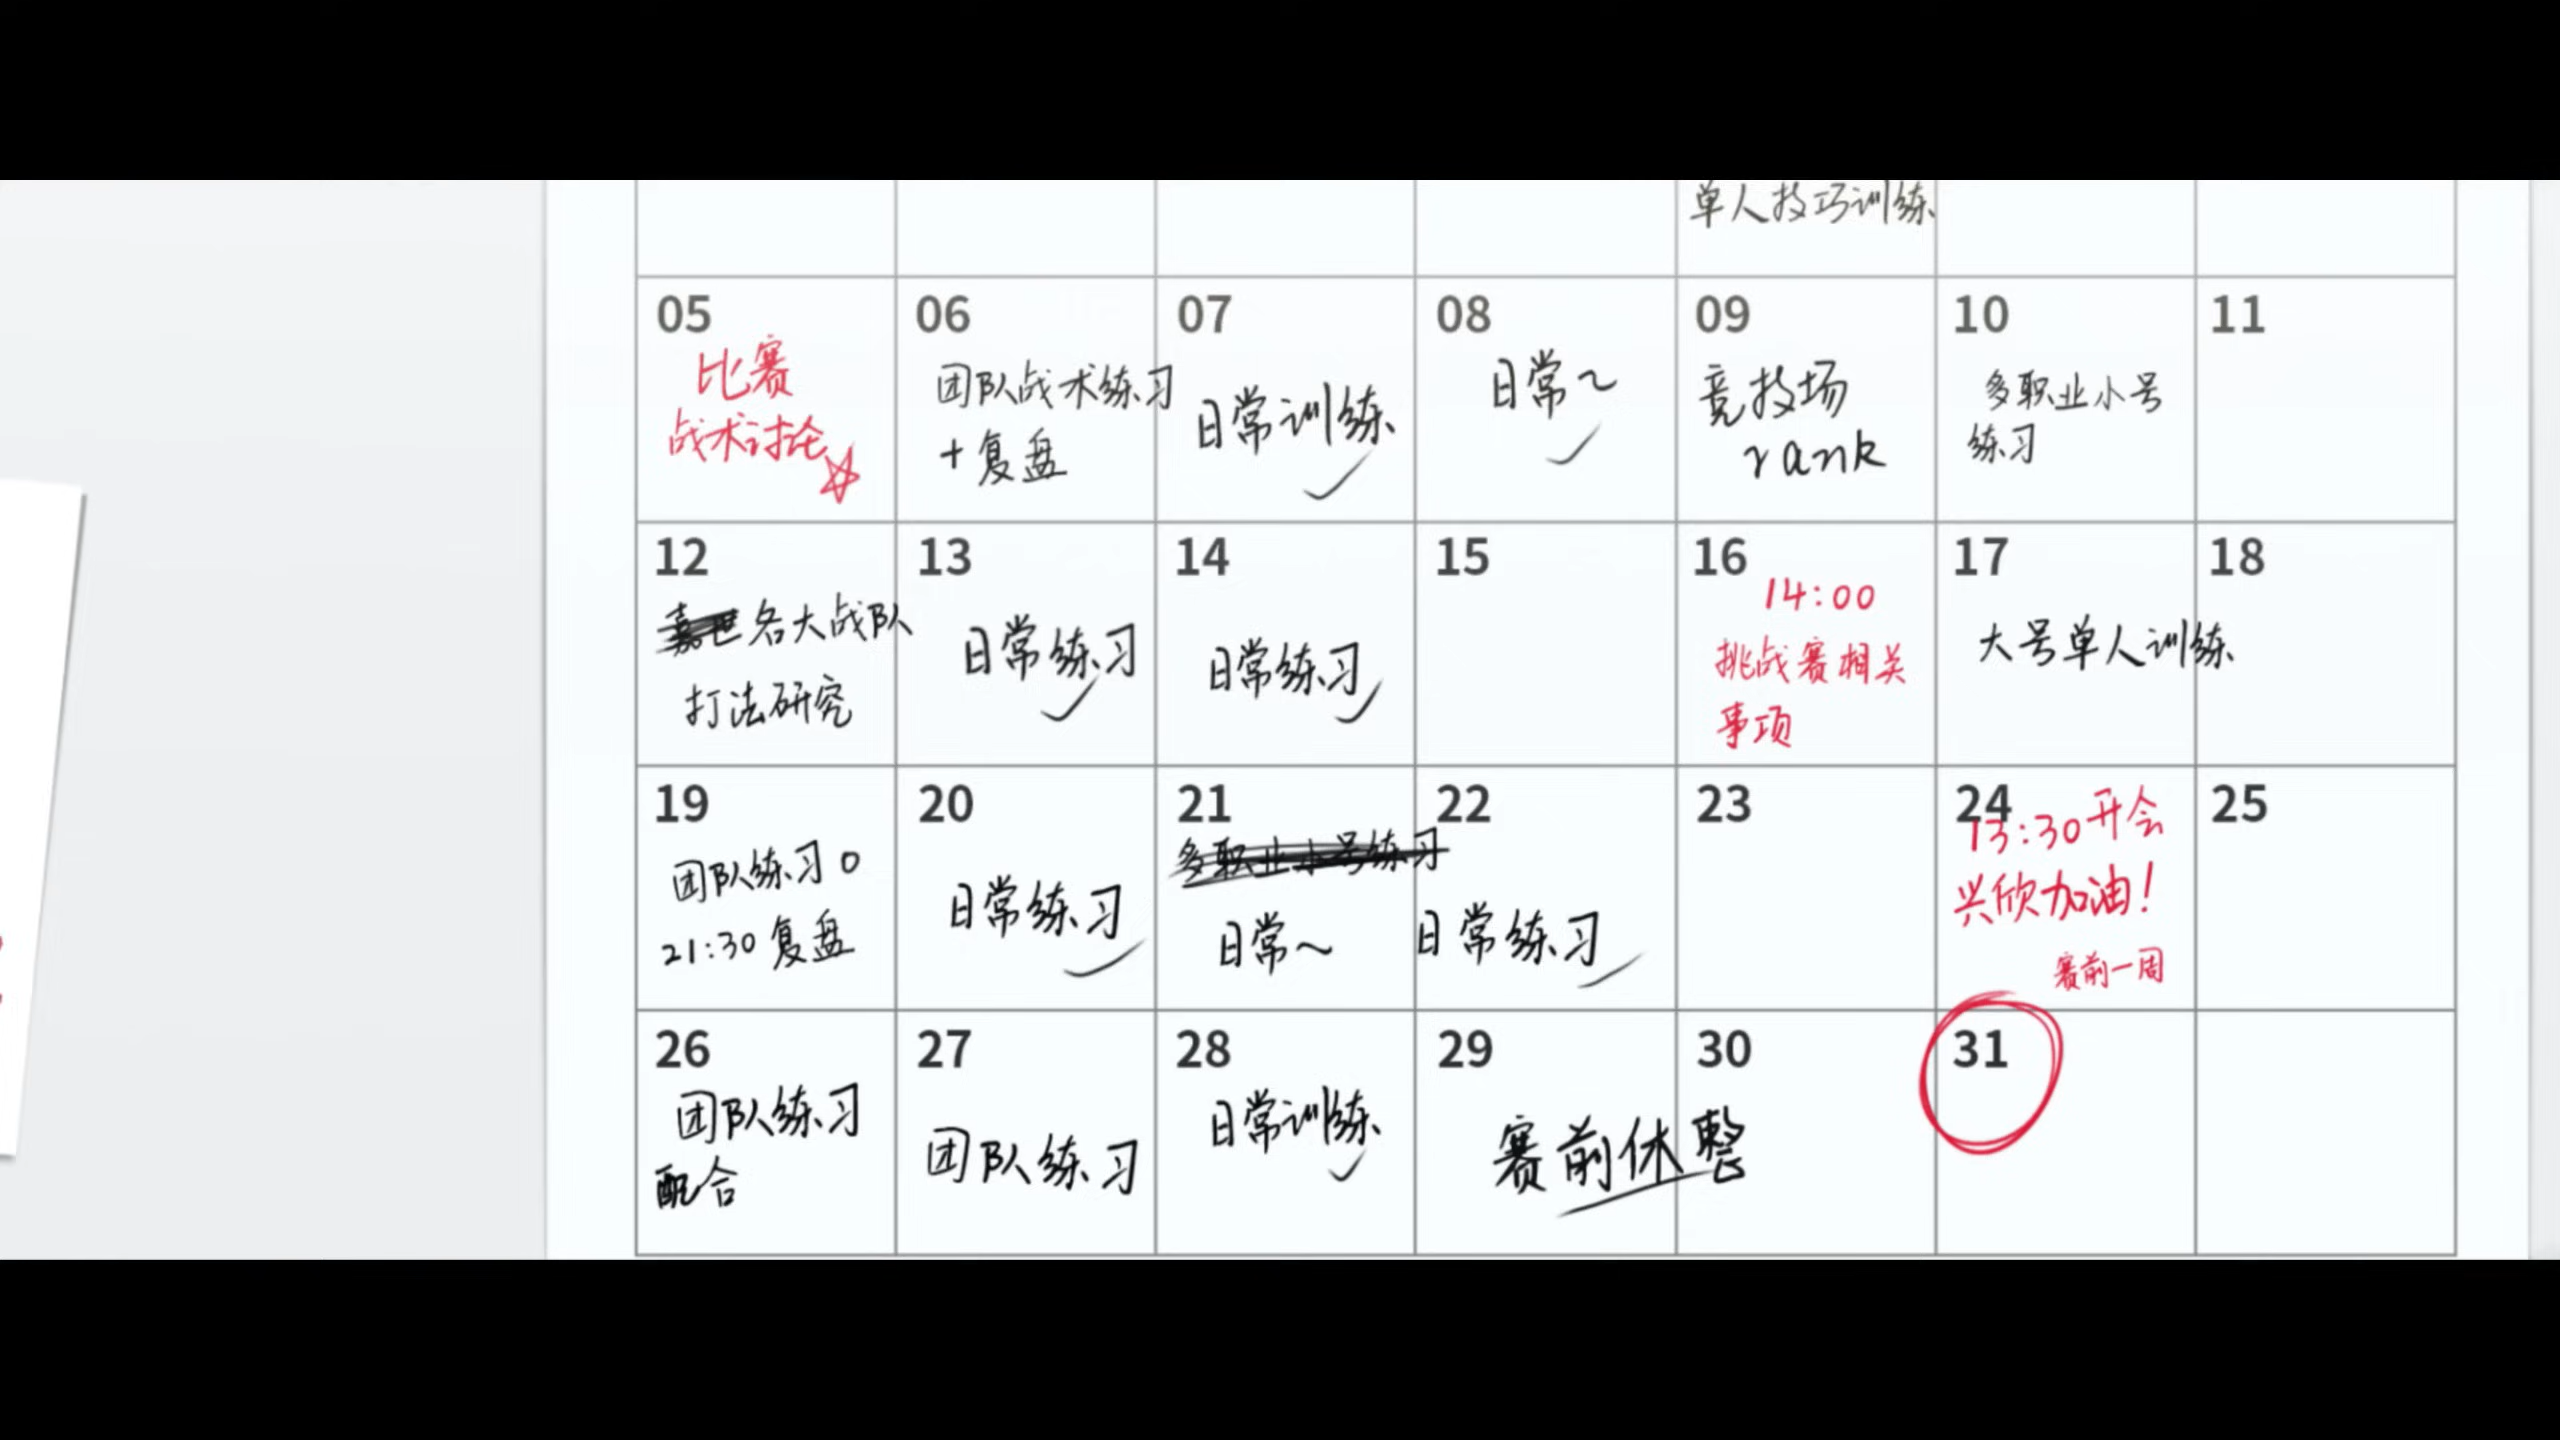 单人技巧训练
05
比赛
战术讨论
06
团队战术练习
+复盘
07
日常训练
08
日常~
09
竞技场
rank
10
多职业小号
练习
11
12
嘉世各大战队
打法研究
13
日常练习
14
日常练习
15
16
14:00
挑战赛相关
事项
17
大号单人训练
18
19
团队练习。
21:30复盘
20
日常练习
21
多职业小号练习
日常~
22
日常练习
23
24
13:30开会
兴欣加油!
赛前一周
25
26
团队练习
配合
27
团队练习
28
日常训练
29
赛前休整
30
31